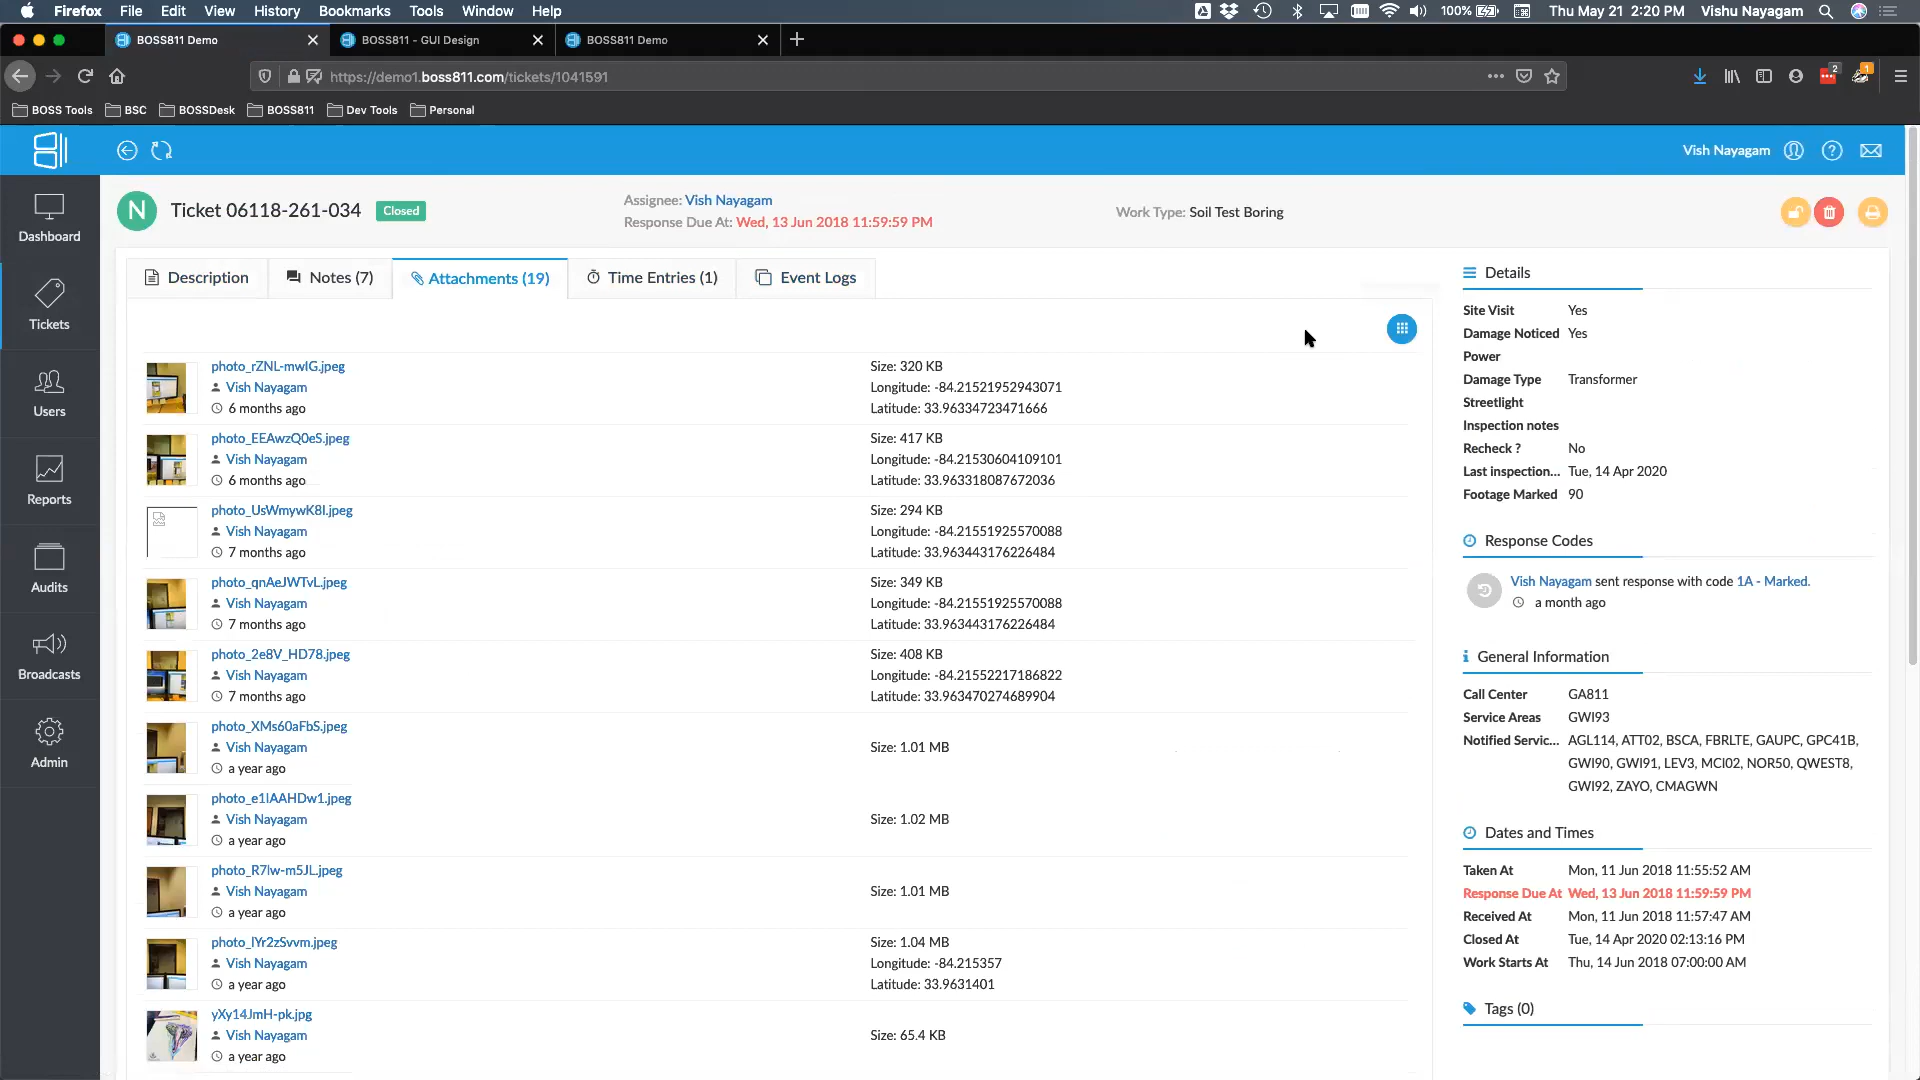 Firefox File Edit View History Bookmarks Tools Window Help 100% Thu May 21 2:20 PM Vishu Nayagam
BOSS811 Demo BOSS811 - GUI Design BOSS811 Demo
https://demo1.boss811.com/tickets/1041591 2 1
BOSS Tools BSC BOSSDesk BOSS811 Dev Tools Personal
Vish Nayagam
Dashboard
Tickets
Users
Reports
Audits
Broadcasts
Admin
N Ticket 06118-261-034 Closed
Assignee: Vish Nayagam
Response Due At: Wed, 13 Jun 2018 11:59:59 PM
Work Type: Soil Test Boring
Description Notes (7) Attachments (19) Time Entries (1) Event Logs
photo_rZNL-mwIG.jpeg
Vish Nayagam
6 months ago
Size: 320 KB
Longitude: -84.21521952943071
Latitude: 33.96334723471666
photo_EEAwzQ0eS.jpeg
Vish Nayagam
6 months ago
Size: 417 KB
Longitude: -84.21530604109101
Latitude: 33.963318087672036
photo_UsWmywK8I.jpeg
Vish Nayagam
7 months ago
Size: 294 KB
Longitude: -84.21551925570088
Latitude: 33.963443176226484
photo_qnAeJWTvL.jpeg
Vish Nayagam
7 months ago
Size: 349 KB
Longitude: -84.21551925570088
Latitude: 33.963443176226484
photo_2e8V_HD78.jpeg
Vish Nayagam
7 months ago
Size: 408 KB
Longitude: -84.21552217186822
Latitude: 33.963470274689904
photo_XMs60aFbS.jpeg
Vish Nayagam
a year ago
Size: 1.01 MB
photo_e1IAAHDw1.jpeg
Vish Nayagam
a year ago
Size: 1.02 MB
photo_R7lw-m5JL.jpeg
Vish Nayagam
a year ago
Size: 1.01 MB
photo_lYr2zSvvm.jpeg
Vish Nayagam
a year ago
Size: 1.04 MB
Longitude: -84.215357
Latitude: 33.9631401
yXy14JmH-pk.jpg
Vish Nayagam
a year ago
Size: 65.4 KB
Details
Site Visit Yes
Damage Noticed Yes
Power
Damage Type Transformer
Streetlight
Inspection notes
Recheck ? No
Last inspection... Tue, 14 Apr 2020
Footage Marked 90
Response Codes
Vish Nayagam sent response with code 1A - Marked.
a month ago
General Information
Call Center GA811
Service Areas GWI93
Notified Servic... AGL114, ATT02, BSCA, FBRLTE, GAUPC, GPC41B,
GWI90, GWI91, LEV3, MCI02, NOR50, QWEST8,
GWI92, ZAYO, CMAGWN
Dates and Times
Taken At Mon, 11 Jun 2018 11:55:52 AM
Response Due At Wed, 13 Jun 2018 11:59:59 PM
Received At Mon, 11 Jun 2018 11:57:47 AM
Closed At Tue, 14 Apr 2020 02:13:16 PM
Work Starts At Thu, 14 Jun 2018 07:00:00 AM
Tags (0)